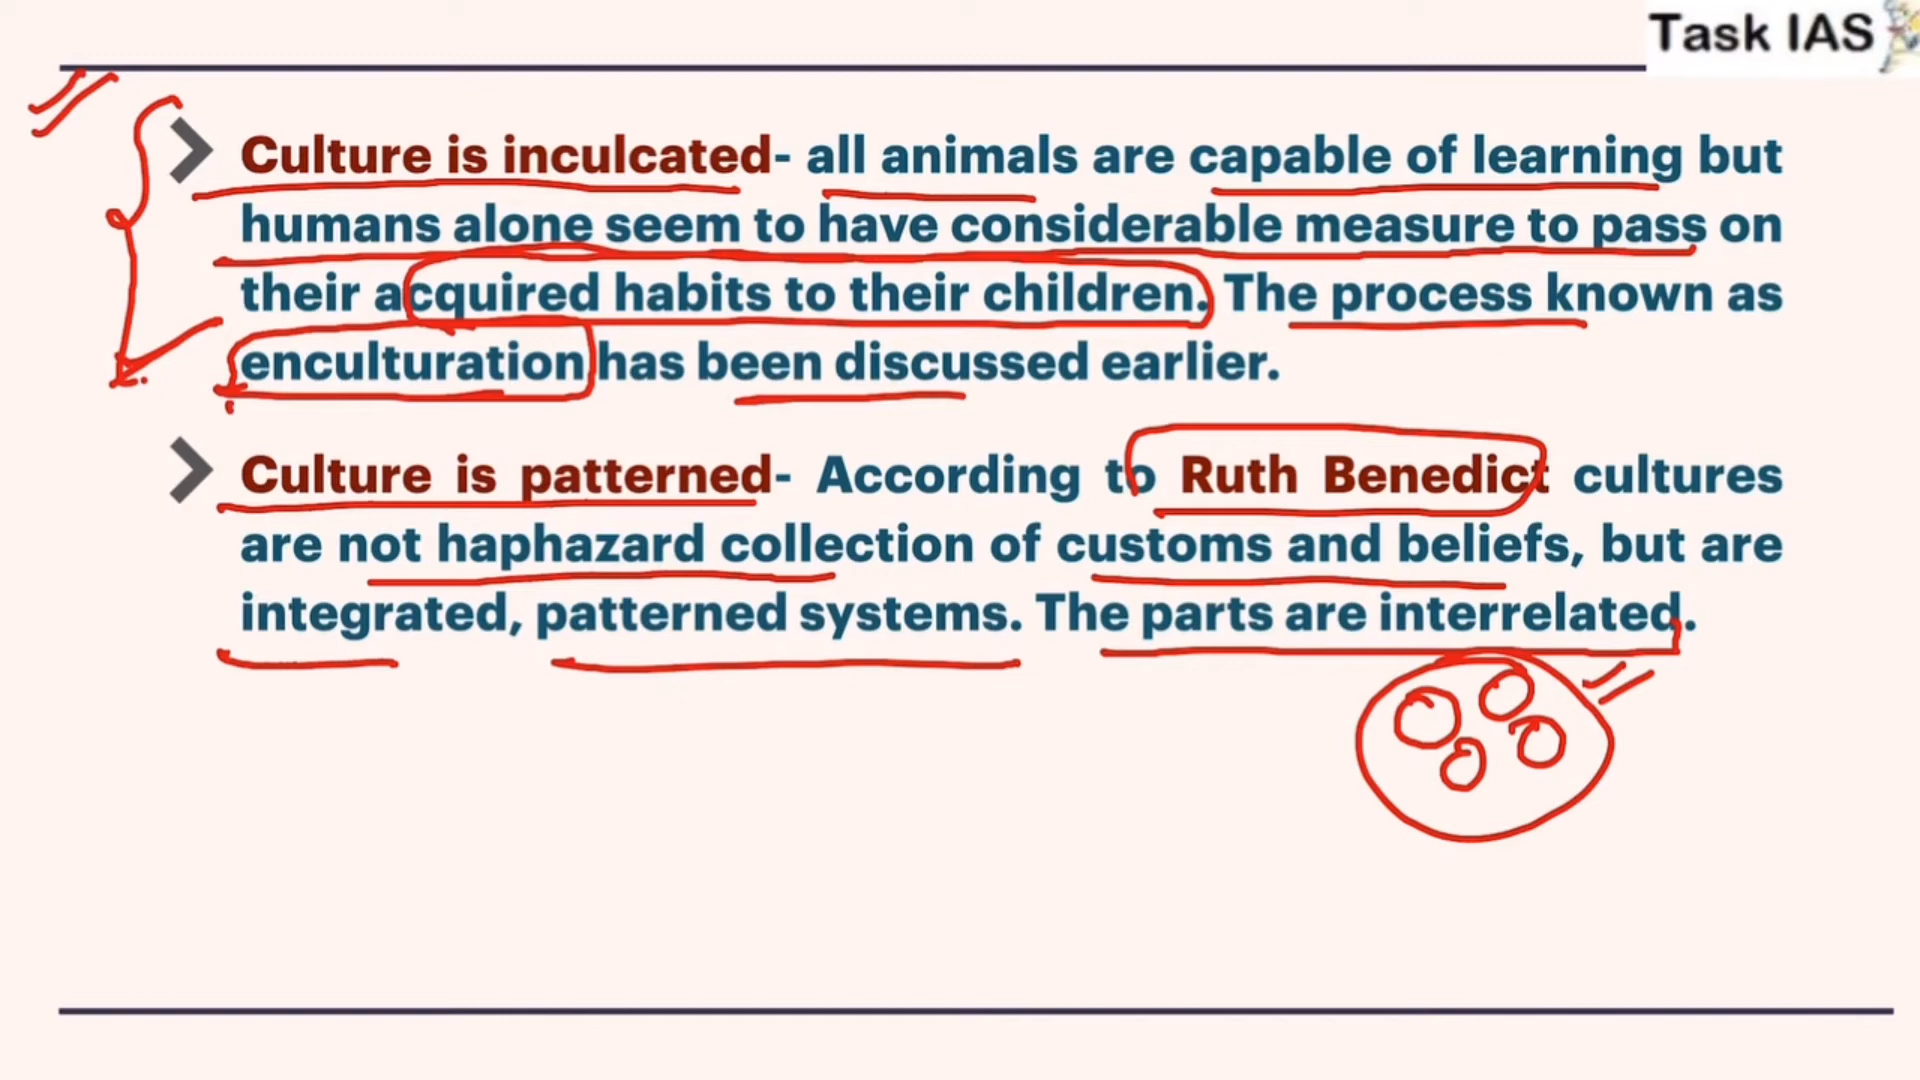 Task IAS
Culture is inculcated- all animals are capable of learning but
humans alone seem to have considerable measure to pass on
their acquired habits to their children. The process known as
enculturation has been discussed earlier.
Culture is patterned- According to Ruth Benedict cultures
are not haphazard collection of customs and beliefs, but are
integrated, patterned systems. The parts are interrelated.